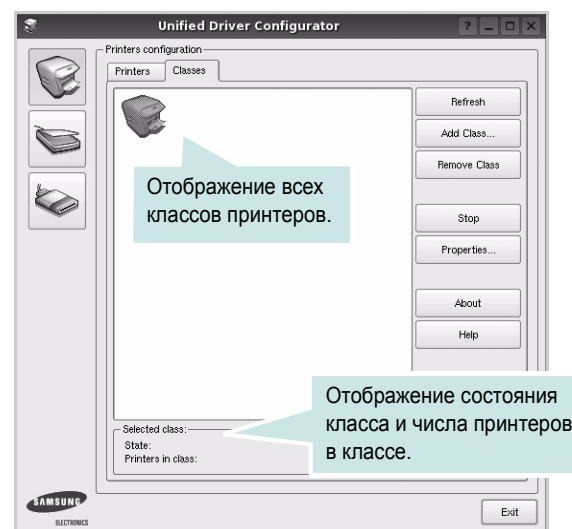 Unified Driver Configurator
Printers configuration
Printers
Classes
Refresh
Add Class...
Remove Class
Отображение всех
классов принтеров.
Stop
Properties...
About
Help
Отображение состояния
класса и числа принтеров
в классе.
Selected class:
State:
Printers in class:
SAMSUNG
ELECTRONICS
Exit